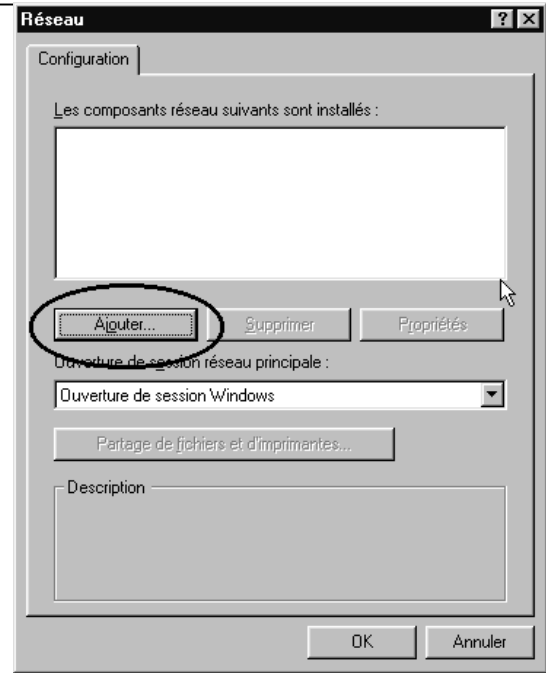 Réseau
Configuration
Les composants réseau suivants sont installés :
Ajouter... Supprimer Propriétés
Ouverture de session réseau principale :
Ouverture de session Windows
Partage de fichiers et d'imprimantes...
Description
OK Annuler